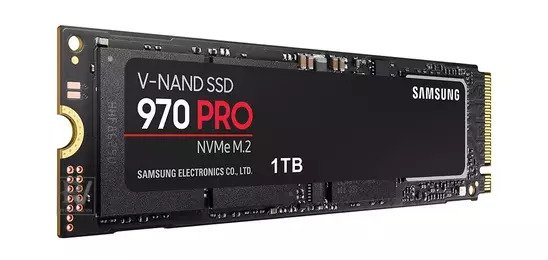 V-NAND SSD
970 PRO
NVMe M.2
SAMSUNG ELECTRONICS CO., LTD.
1TB
SAMSUNG